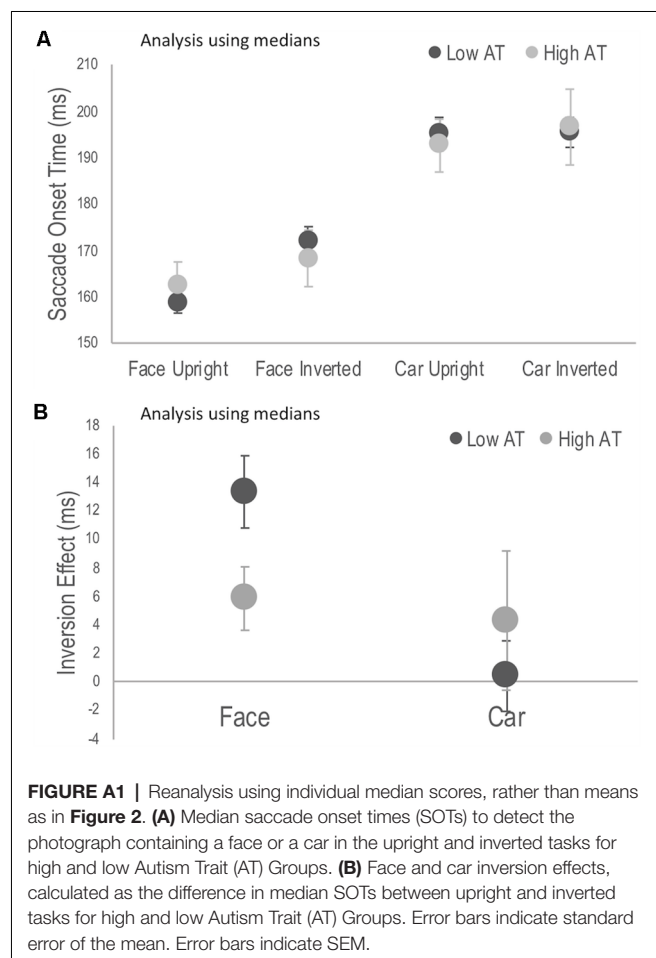 A
Analysis using medians
Low AT High AT
Saccade Onset Time (ms)
210
200
190
180
170
160
150
Face Upright Face Inverted Car Upright Car Inverted
B
Analysis using medians
Low AT High AT
Inversion Effect (ms)
18
16
14
12
10
8
6
4
2
0
-2
-4
Face Car
FIGURE A1 | Reanalysis using individual median scores, rather than means
as in Figure 2. (A) Median saccade onset times (SOTs) to detect the
photograph containing a face or a car in the upright and inverted tasks for
high and low Autism Trait (AT) Groups. (B) Face and car inversion effects,
calculated as the difference in median SOTs between upright and inverted
tasks for high and low Autism Trait (AT) Groups. Error bars indicate standard
error of the mean. Error bars indicate SEM.